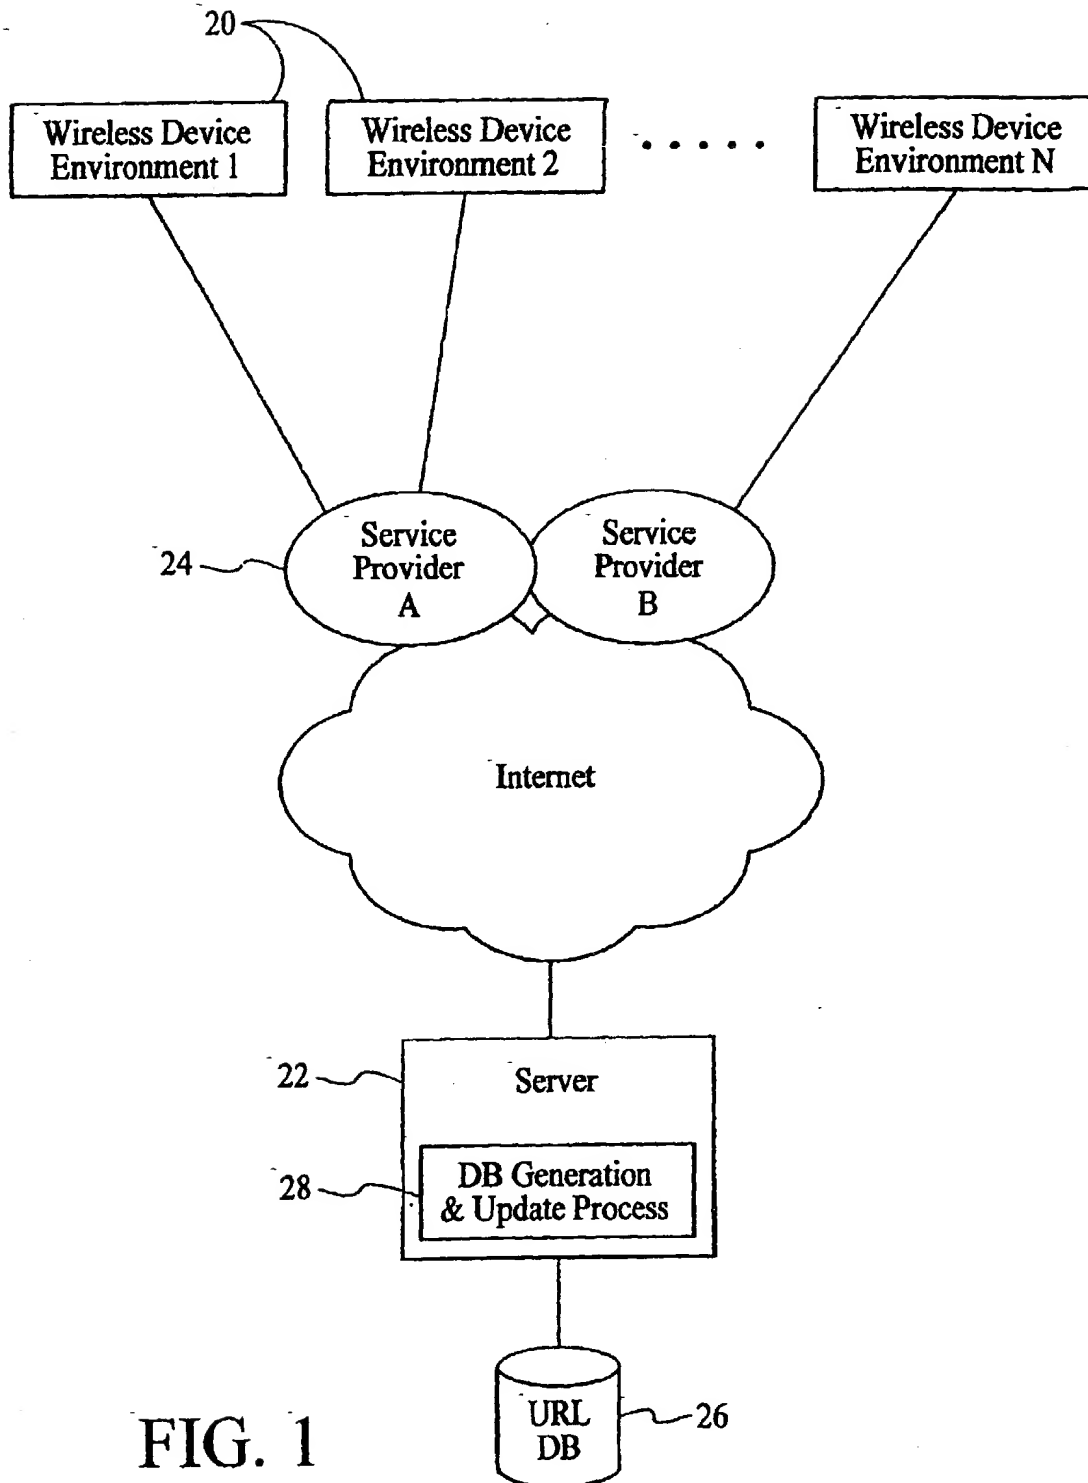 20
Wireless Device
Environment 1
Wireless Device
Environment 2
Wireless Device
Environment N
24
Service
Provider
A
Service
Provider
B
Internet
22
Server
28
DB Generation
& Update Process
URL
DB
26
FIG. 1